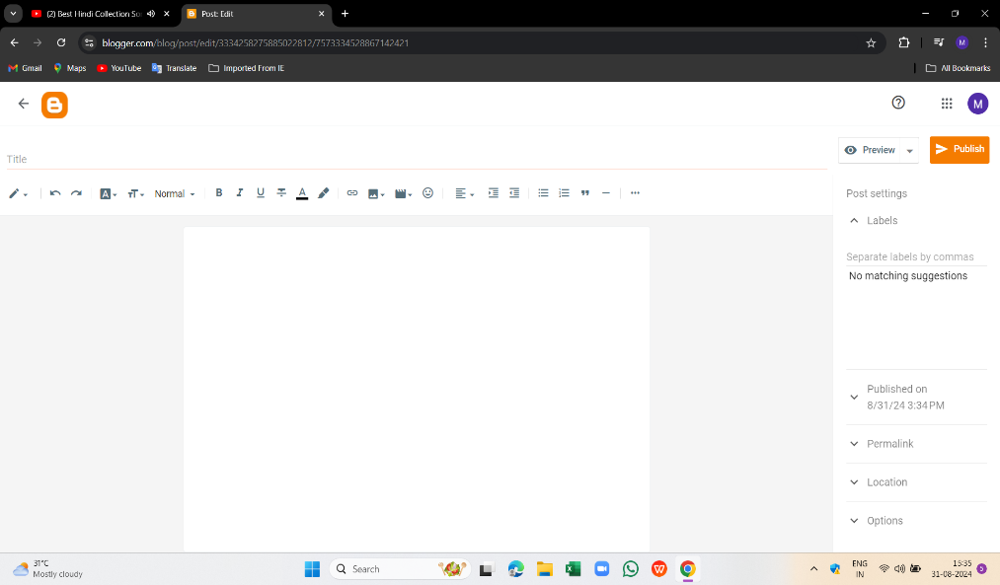 (2) Best Hindi Collection So
Post: Edit
blogger.com/blog/post/edit/3334258275885022812/7573334528867142421
M
Gmail
Maps
YouTube
Translate
Imported From IE
All Bookmarks
M
Title
Preview
Publish
Normal
B
I
U
A
Post settings
Labels
Separate labels by commas
No matching suggestions
Published on
8/31/24 3:34 PM
Permalink
Location
Options
31°C
Mostly cloudy
Search
ENG
IN
15:35
31-08-2024
5